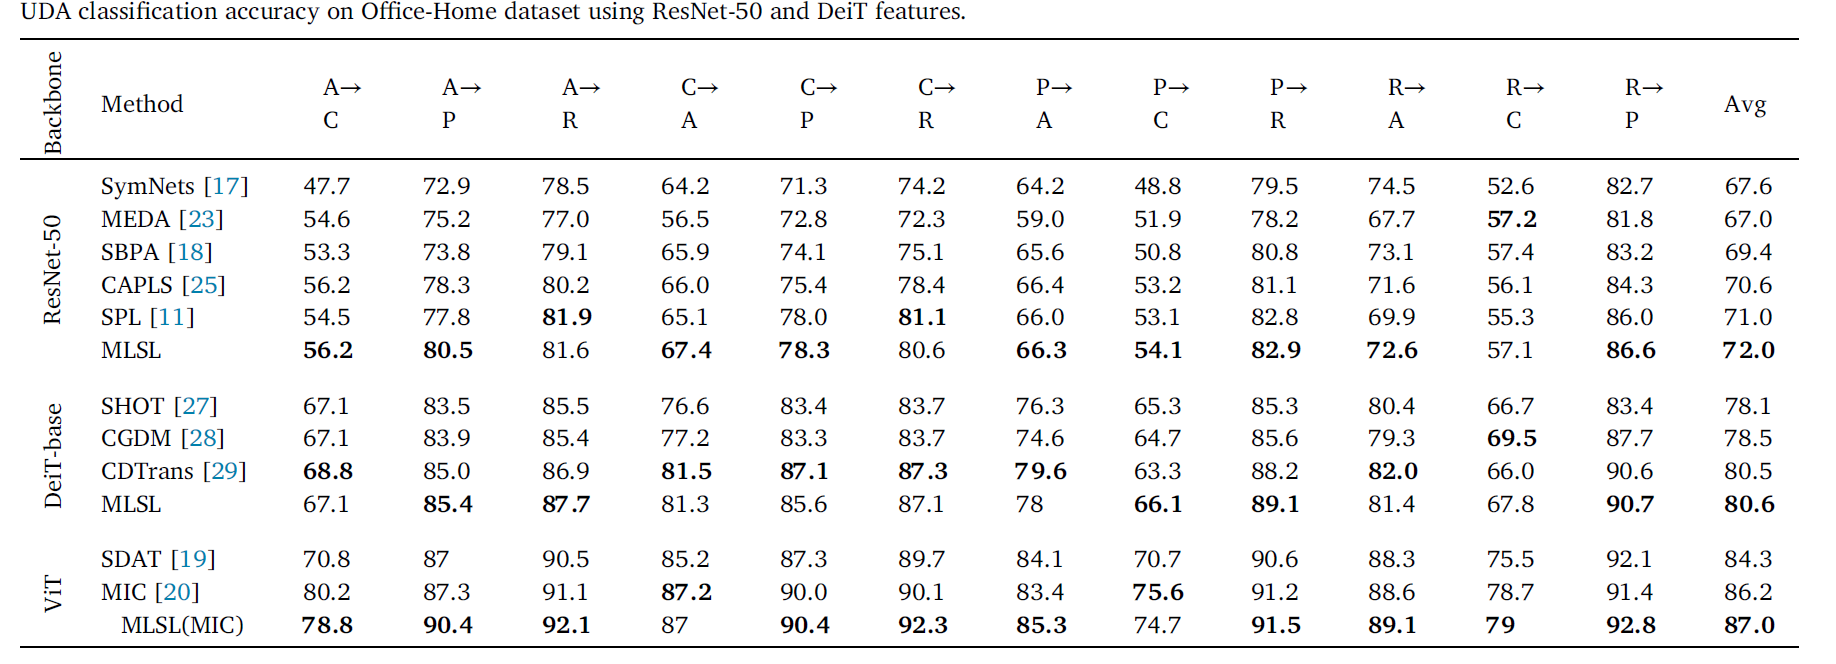 UDA classification accuracy on Office-Home dataset using ResNet-50 and DeiT features.
Backbone Method A→ C A→ P A→ R C→ A C→ P C→ R P→ A P→ C P→ R R→ A R→ C R→ P Avg
ResNet-50
SymNets [17] 47.7 72.9 78.5 64.2 71.3 74.2 64.2 48.8 79.5 74.5 52.6 82.7 67.6
MEDA [23] 54.6 75.2 77.0 56.5 72.8 72.3 59.0 51.9 78.2 67.7 57.2 81.8 67.0
SBPA [18] 53.3 73.8 79.1 65.9 74.1 75.1 65.6 50.8 80.8 73.1 57.4 83.2 69.4
CAPLS [25] 56.2 78.3 80.2 66.0 75.4 78.4 66.4 53.2 81.1 71.6 56.1 84.3 70.6
SPL [11] 54.5 77.8 81.9 65.1 78.0 81.1 66.0 53.1 82.8 69.9 55.3 86.0 71.0
MLSL 56.2 80.5 81.6 67.4 78.3 80.6 66.3 54.1 82.9 72.6 57.1 86.6 72.0
DeiT-base
SHOT [27] 67.1 83.5 85.5 76.6 83.4 83.7 76.3 65.3 85.3 80.4 66.7 83.4 78.1
CGDM [28] 67.1 83.9 85.4 77.2 83.3 83.7 74.6 64.7 85.6 79.3 69.5 87.7 78.5
CDTrans [29] 68.8 85.0 86.9 81.5 87.1 87.3 79.6 63.3 88.2 82.0 66.0 90.6 80.5
MLSL 67.1 85.4 87.7 81.3 85.6 87.1 78 66.1 89.1 81.4 67.8 90.7 80.6
ViT
SDAT [19] 70.8 87 90.5 85.2 87.3 89.7 84.1 70.7 90.6 88.3 75.5 92.1 84.3
MIC [20] 80.2 87.3 91.1 87.2 90.0 90.1 83.4 75.6 91.2 88.6 78.7 91.4 86.2
MLSL(MIC) 78.8 90.4 92.1 87 90.4 92.3 85.3 74.7 91.5 89.1 79 92.8 87.0